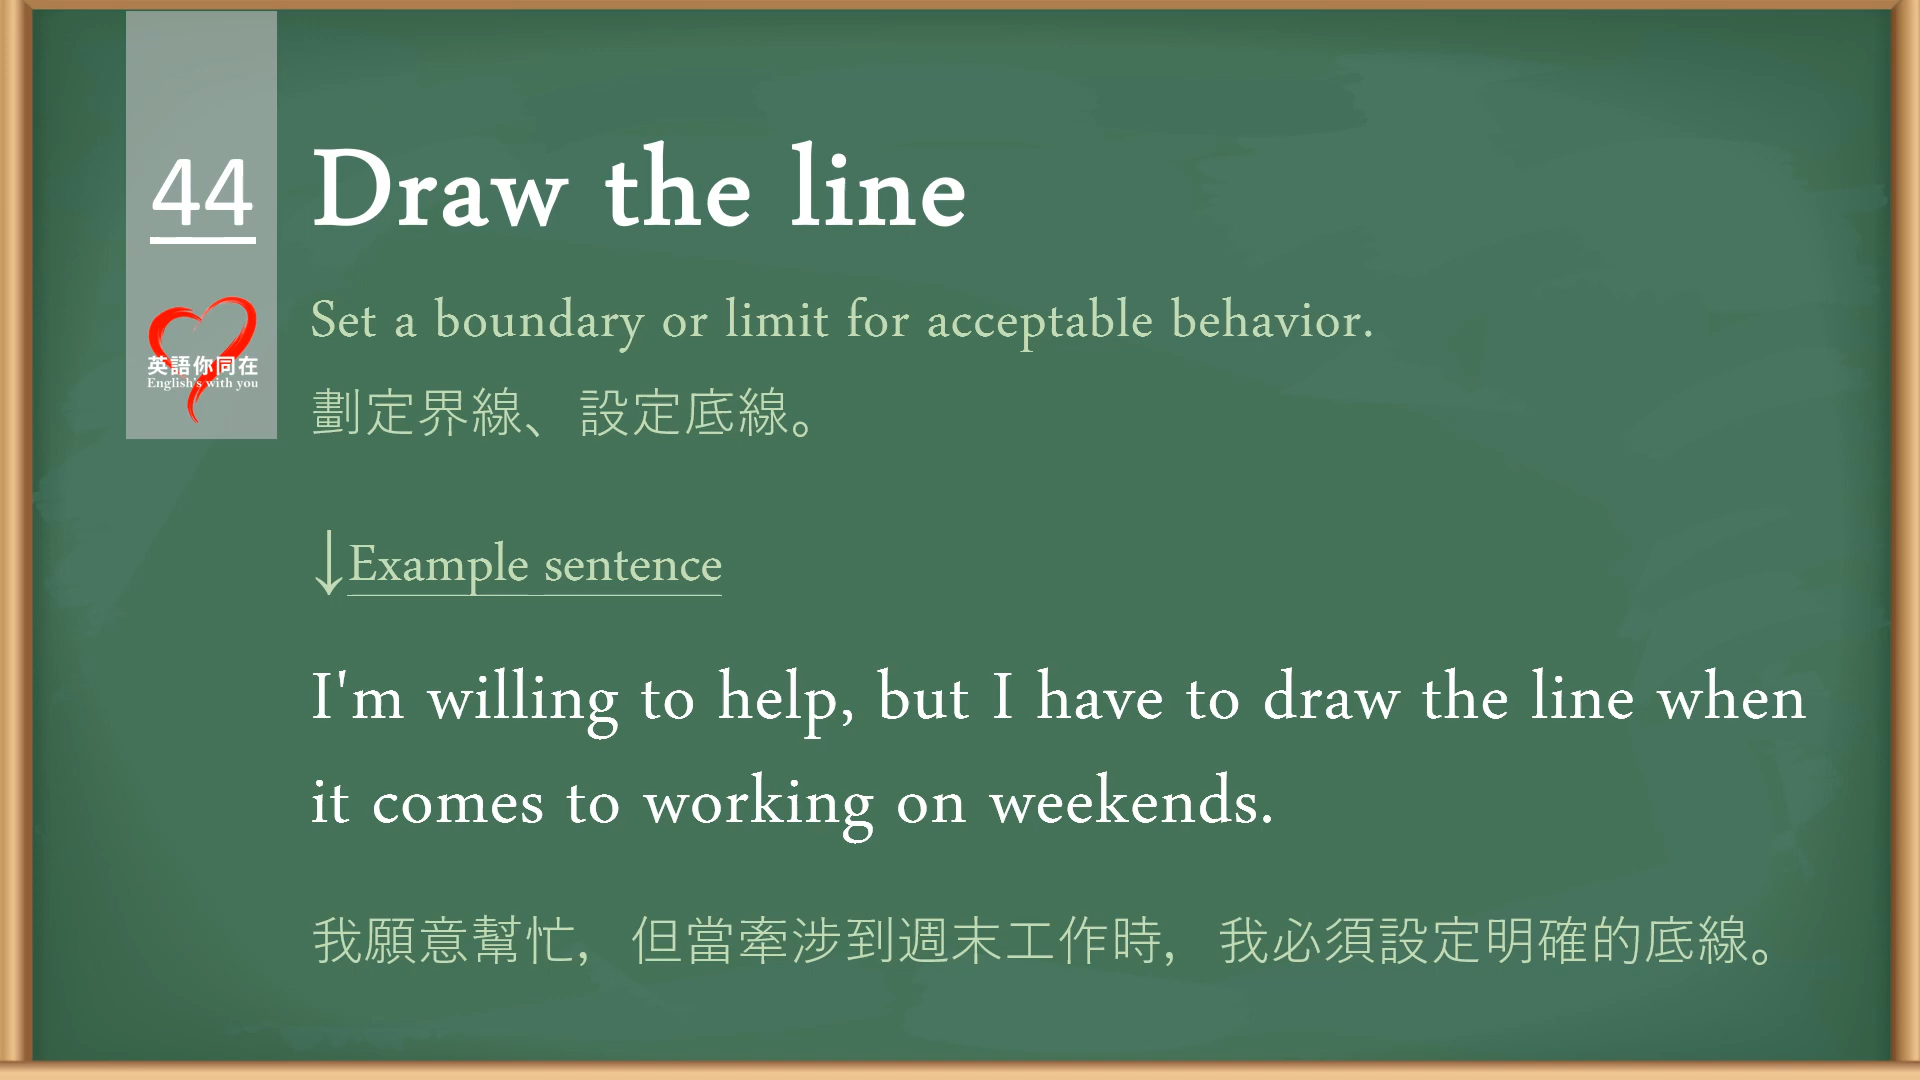 44
Draw the line
英語你同在
English's with you
Set a boundary or limit for acceptable behavior.
劃定界線、設定底線。
↓Example sentence
I'm willing to help, but I have to draw the line when
it comes to working on weekends.
我願意幫忙，但當牽涉到週末工作時，我必須設定明確的底線。